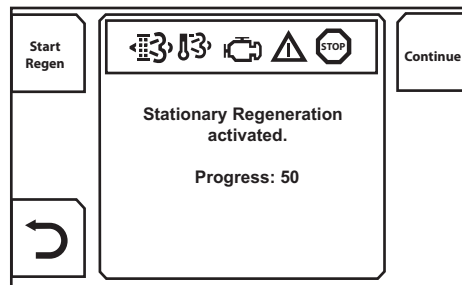 Start
Regen
STOP
Continue
Stationary Regeneration
activated.
Progress: 50